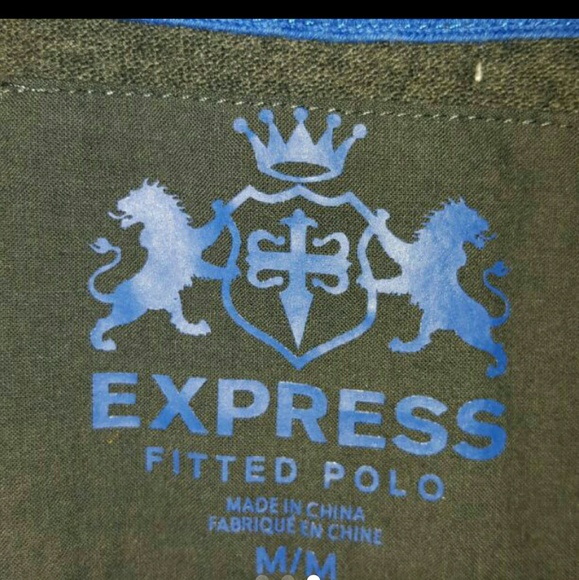 EXPRESS
FITTED POLO
MADE IN CHINA
FABRIQUÉ EN CHINE
M/M